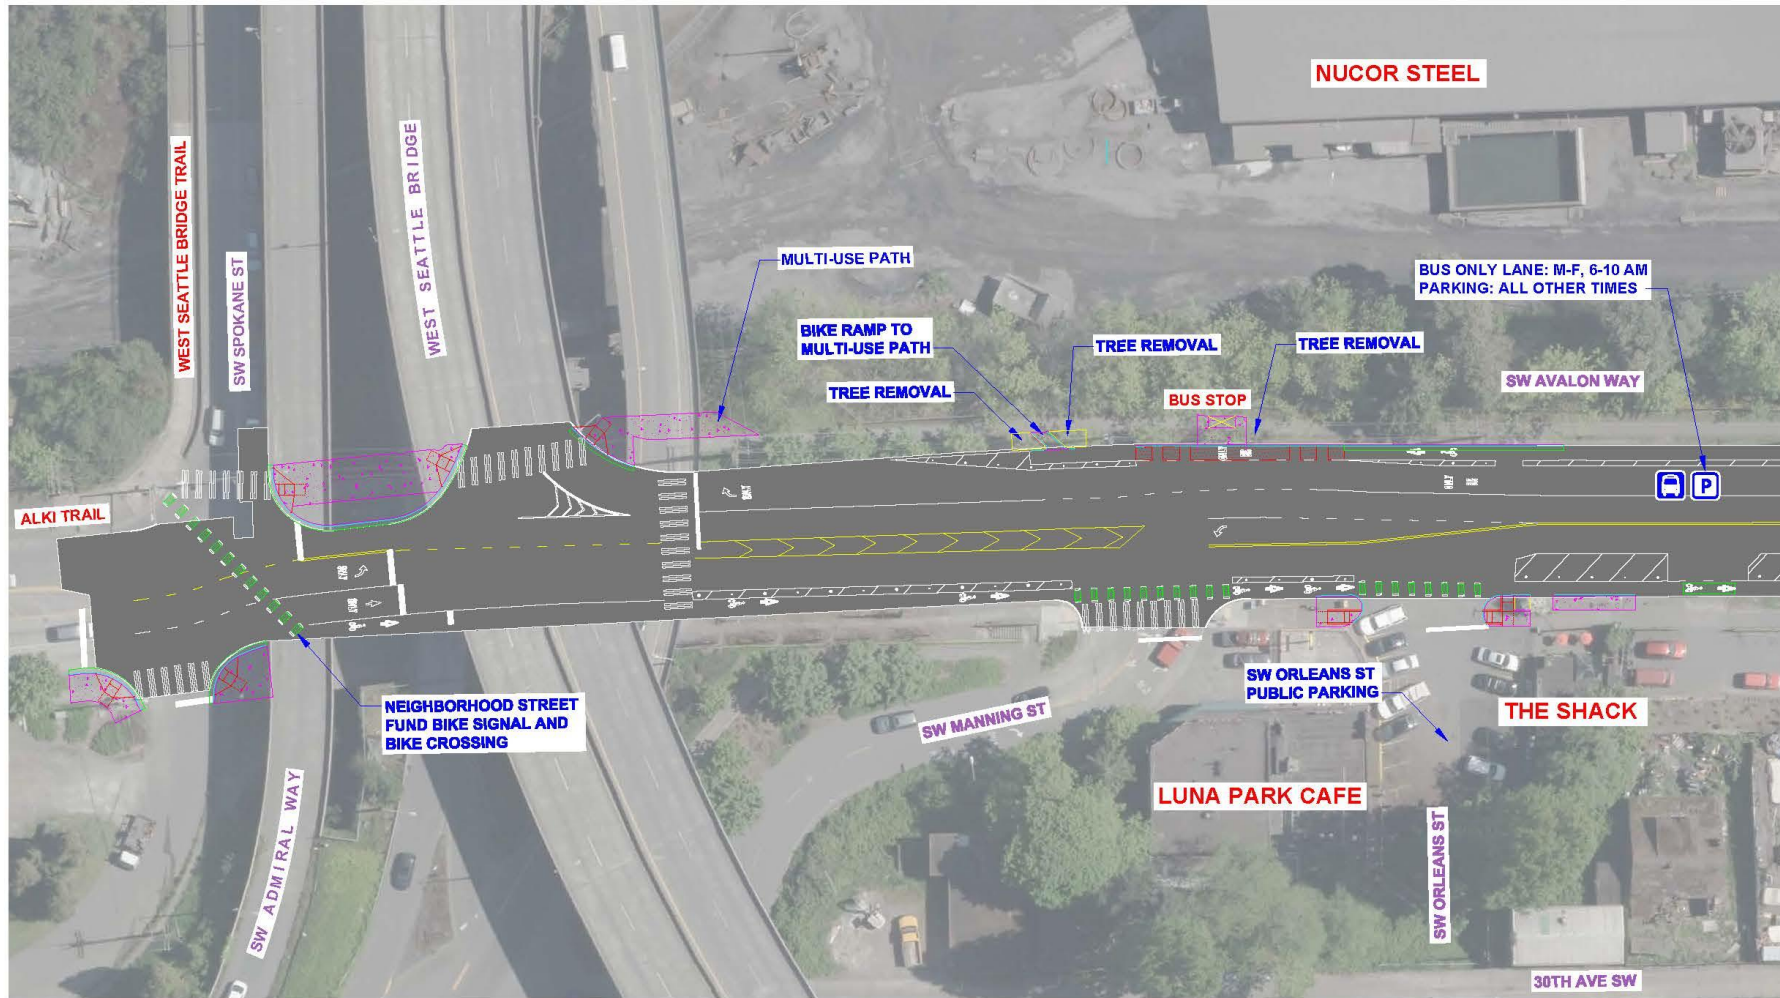 NUCOR STEEL
WEST SEATTLE BRIDGE TRAIL
SW SPOKANE ST
WEST SEATTLE BRIDGE
MULTI-USE PATH
BUS ONLY LANE: M-F, 6-10 AM
PARKING: ALL OTHER TIMES
BIKE RAMP TO
MULTI-USE PATH
TREE REMOVAL
TREE REMOVAL
TREE REMOVAL
BUS STOP
SW AVALON WAY
P
ALKI TRAIL
ONLY
ONLY
ONLY
NEIGHBORHOOD STREET
FUND BIKE SIGNAL AND
BIKE CROSSING
SW MANNING ST
SW ORLEANS ST
PUBLIC PARKING
THE SHACK
LUNA PARK CAFE
SW ORLEANS ST
SW ADMIRAL WAY
30TH AVE SW